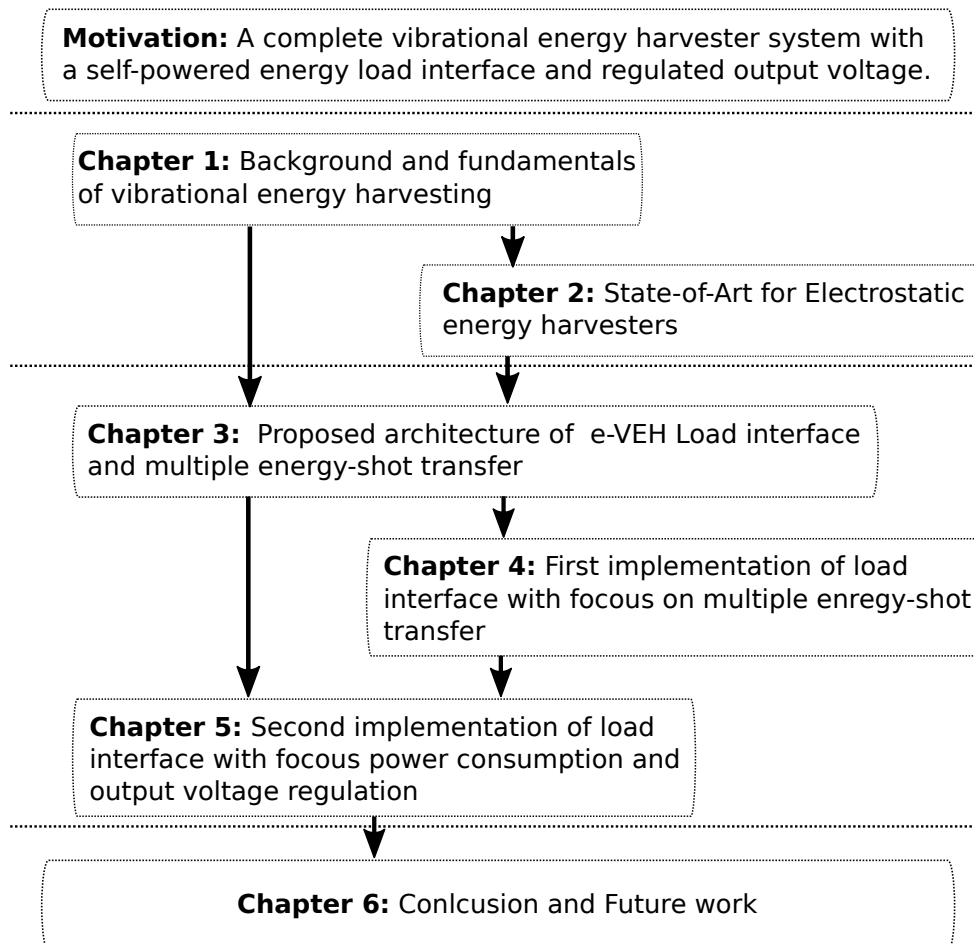 Motivation: A complete vibrational energy harvester system with
a self-powered energy load interface and regulated output voltage.
Chapter 1: Background and fundamentals
of vibrational energy harvesting
Chapter 2: State-of-Art for Electrostatic
energy harvesters
Chapter 3:  Proposed architecture of  e-VEH Load interface
and multiple energy-shot transfer
Chapter 4: First implementation of load
interface with focous on multiple enregy-shot
transfer
Chapter 5: Second implementation of load
interface with focous power consumption and
output voltage regulation
Chapter 6: Conlcusion and Future work